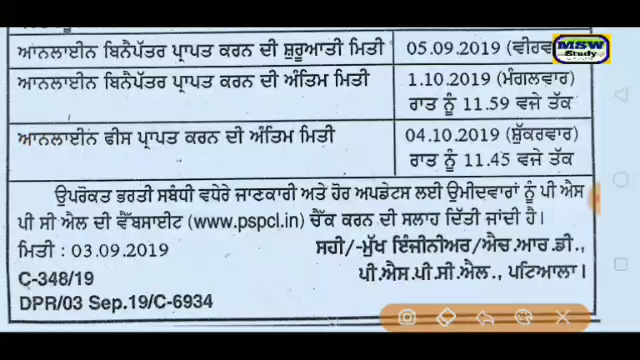 ਆਨਲਾਈਨ ਬਿਨੈਪੱਤਰ ਪ੍ਰਾਪਤ ਕਰਨ ਦੀ ਸ਼ੁਰੂਆਤੀ ਮਿਤੀ 05.09.2019
MSW
Study
ਆਨਲਾਈਨ ਬਿਨੈਪੱਤਰ ਪ੍ਰਾਪਤ ਕਰਨ ਦੀ ਅੰਤਿਮ ਮਿਤੀ 1.10.2019 (ਮੰਗਲਵਾਰ)
ਰਾਤ ਨੂੰ 11.59 ਵਜੇ ਤੱਕ
ਆਨਲਾਈਨ ਫੀਸ ਪ੍ਰਾਪਤ ਕਰਨ ਦੀ ਅੰਤਿਮ ਮਿਤੀ 04.10.2019 (ਸ਼ੁੱਕਰਵਾਰ)
ਰਾਤ ਨੂੰ 11.45 ਵਜੇ ਤੱਕ
ਉਪਰੋਕਤ ਭਰਤੀ ਸਬੰਧੀ ਵਧੇਰੇ ਜਾਣਕਾਰੀ ਅਤੇ ਹੋਰ ਅਪਡੇਟਸ ਲਈ ਉਮੀਦਵਾਰਾਂ ਨੂੰ ਪੀ ਐਸ
ਪੀ ਸੀ ਐਲ ਦੀ ਵੈੱਬਸਾਈਟ (www.pspcl.in) ਚੈੱਕ ਕਰਨ ਦੀ ਸਲਾਹ ਦਿੱਤੀ ਜਾਂਦੀ ਹੈ।
ਮਿਤੀ : 03.09.2019 ਸਹੀ/-ਮੁੱਖ ਇੰਜੀਨੀਅਰ/ਐਚ.ਆਰ.ਡੀ.,
C-348/19 ਪੀ.ਐਸ.ਪੀ.ਸੀ.ਐਲ., ਪਟਿਆਲਾ।
DPR/03 Sep.19/C-6934